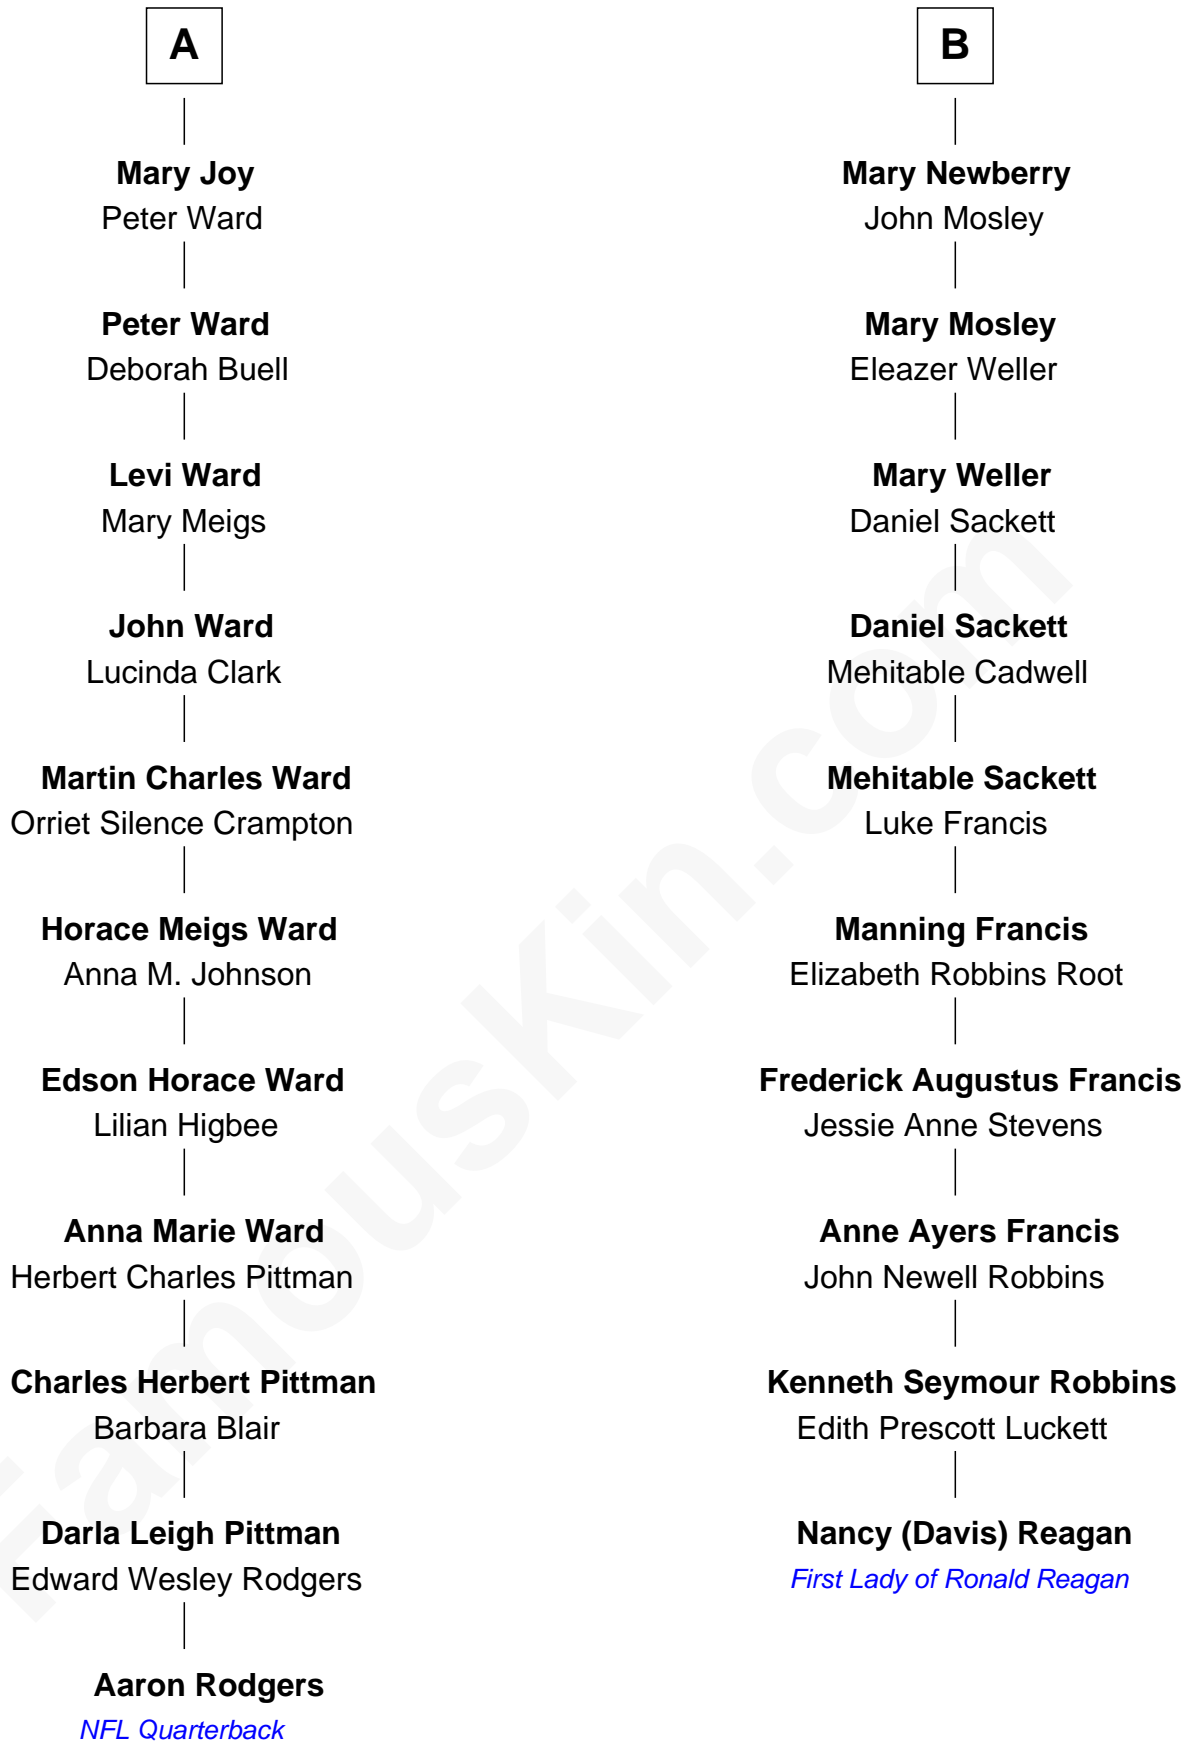 A
Mary Joy
Peter Ward
Peter Ward
Deborah Buell
Levi Ward
Mary Meigs
John Ward
Lucinda Clark
Martin Charles Ward
Orriet Silence Crampton
Horace Meigs Ward
Anna M. Johnson
Edson Horace Ward
Lilian Higbee
Anna Marie Ward
Herbert Charles Pittman
Charles Herbert Pittman
Barbara Blair
Darla Leigh Pittman
Edward Wesley Rodgers
Aaron Rodgers
NFL Quarterback
B
Mary Newberry
John Mosley
Mary Mosley
Eleazer Weller
Mary Weller
Daniel Sackett
Daniel Sackett
Mehitable Cadwell
Mehitable Sackett
Luke Francis
Manning Francis
Elizabeth Robbins Root
Frederick Augustus Francis
Jessie Anne Stevens
Anne Ayers Francis
John Newell Robbins
Kenneth Seymour Robbins
Edith Prescott Luckett
Nancy (Davis) Reagan
First Lady of Ronald Reagan
FamousKin.com